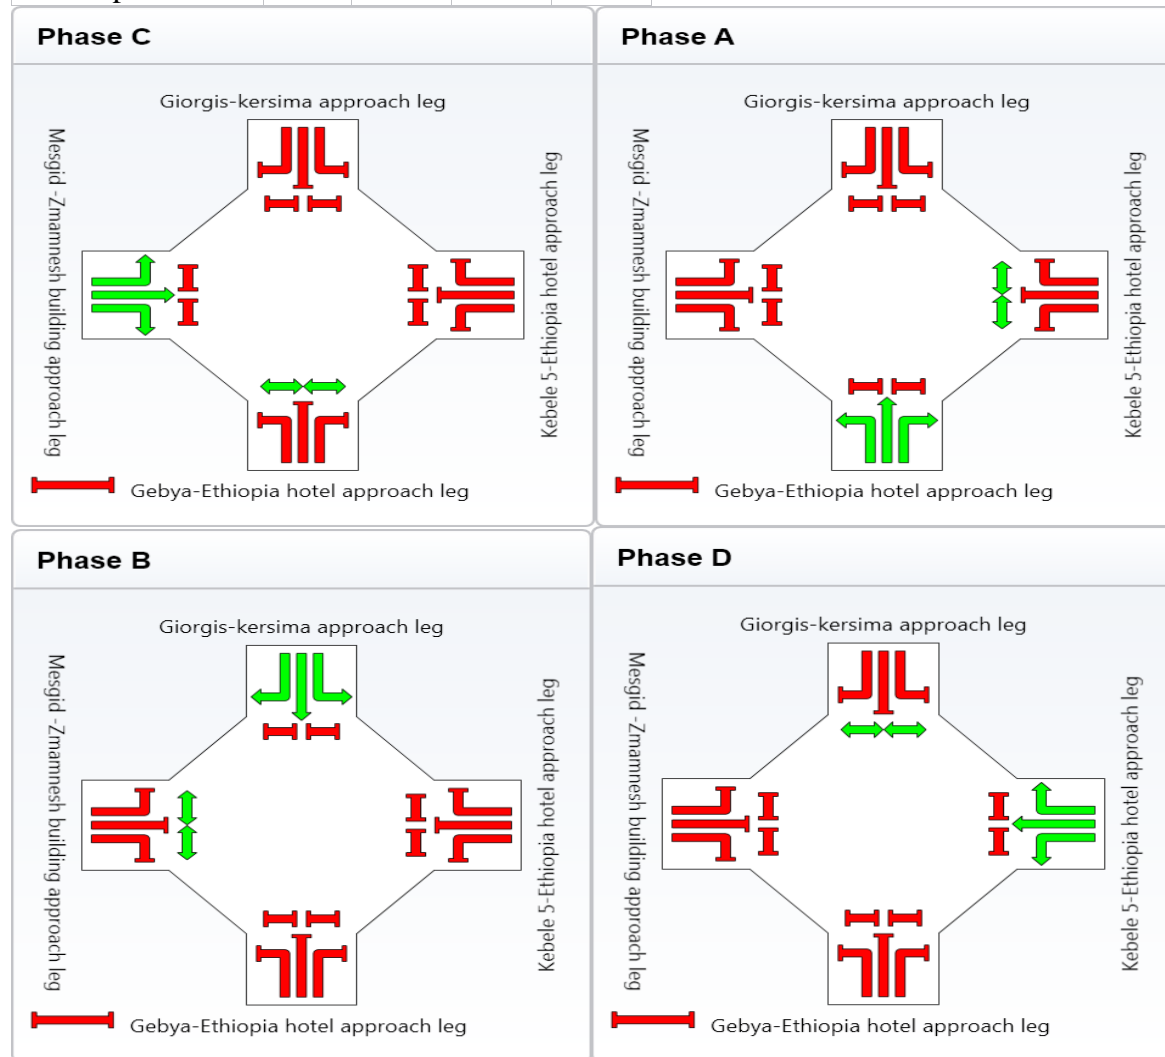 Phase C
Giorgis-kersima approach leg
Mesgid -Zmamnesh building approach leg
Kebele 5-Ethiopia hotel approach leg
Gebya-Ethiopia hotel approach leg
Phase A
Giorgis-kersima approach leg
Mesgid -Zmamnesh building approach leg
Kebele 5-Ethiopia hotel approach leg
Gebya-Ethiopia hotel approach leg
Phase B
Giorgis-kersima approach leg
Mesgid -Zmamnesh building approach leg
Kebele 5-Ethiopia hotel approach leg
Gebya-Ethiopia hotel approach leg
Phase D
Giorgis-kersima approach leg
Mesgid -Zmamnesh building approach leg
Kebele 5-Ethiopia hotel approach leg
Gebya-Ethiopia hotel approach leg